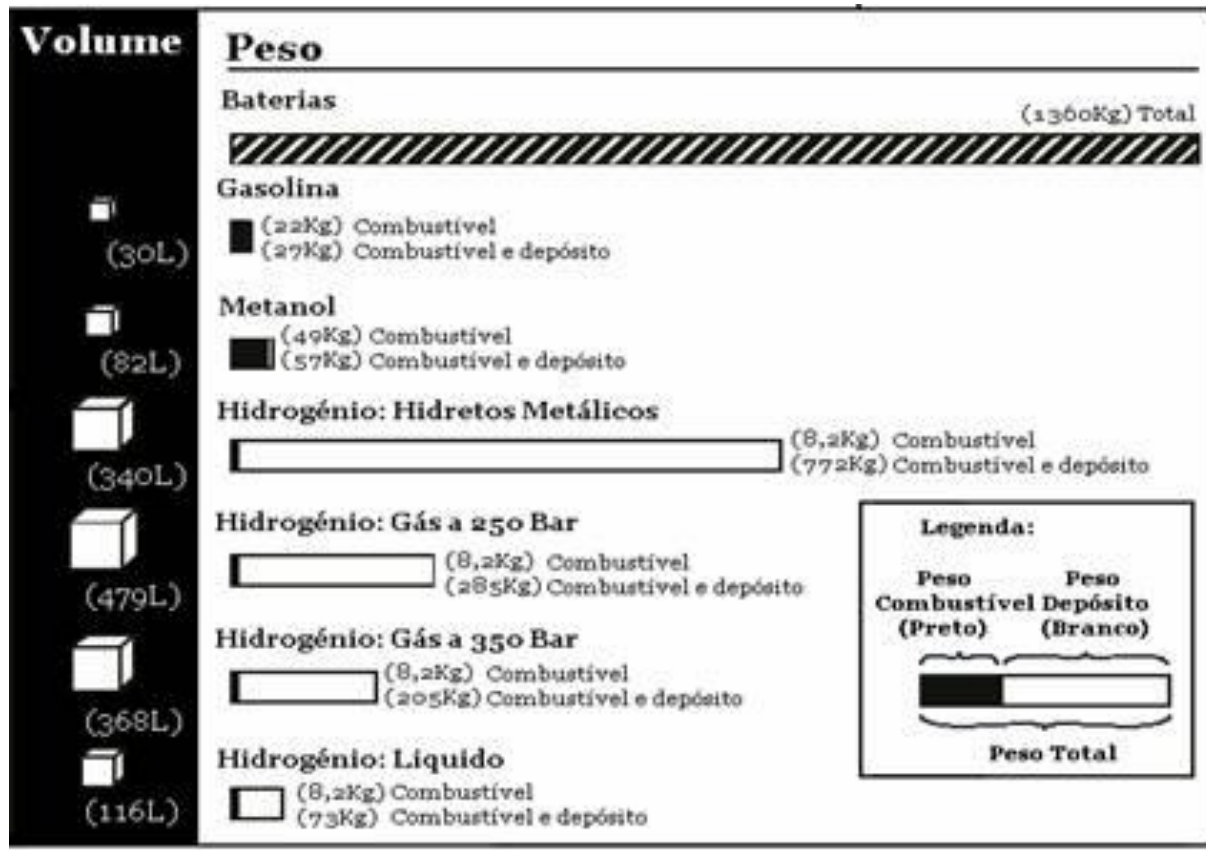 Volume
Peso
Baterias
(1360Kg) Total
Gasolina
(22Kg) Combustível
(27Kg) Combustível e depósito
(30L)
Metanol
(49Kg) Combustível
(57Kg) Combustível e depósito
(82L)
Hidrogénio: Hidretos Metálicos
(8,2Kg) Combustível
(772Kg) Combustível e depósito
(340L)
Hidrogénio: Gás a 250 Bar
(8,2Kg) Combustível
(285Kg) Combustível e depósito
(479L)
Hidrogénio: Gás a 350 Bar
(8,2Kg) Combustível
(205Kg) Combustível e depósito
(368L)
Hidrogénio: Líquido
(8,2Kg) Combustível
(73Kg) Combustível e depósito
(116L)
Legenda:
Peso Peso
Combustível Depósito
(Preto) (Branco)
Peso Total